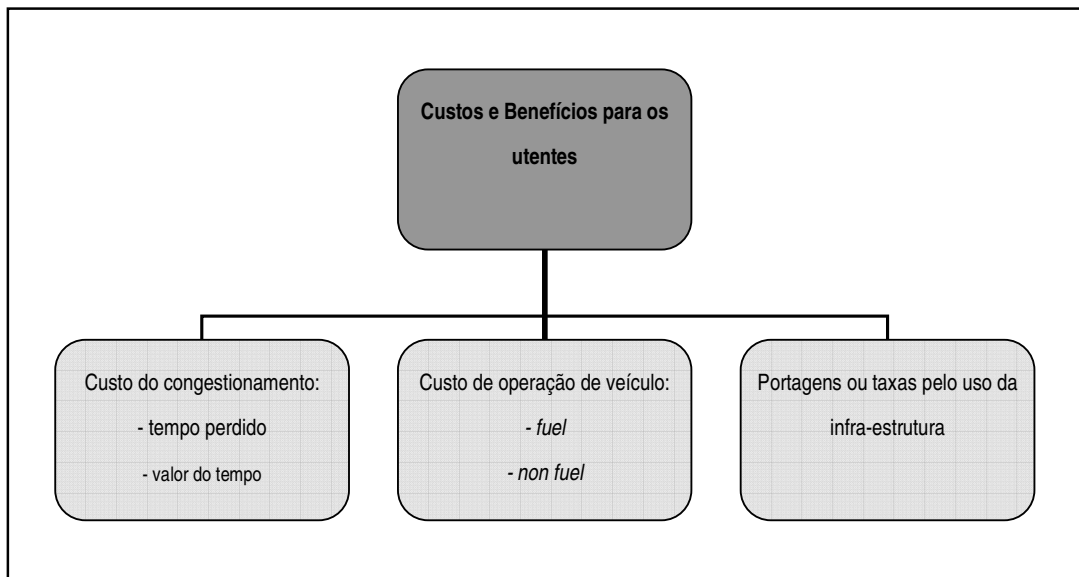 Custos e Benefícios para os
utentes
Custo do congestionamento:
- tempo perdido
- valor do tempo
Custo de operação de veículo:
- fuel
- non fuel
Portagens ou taxas pelo uso da
infra-estrutura